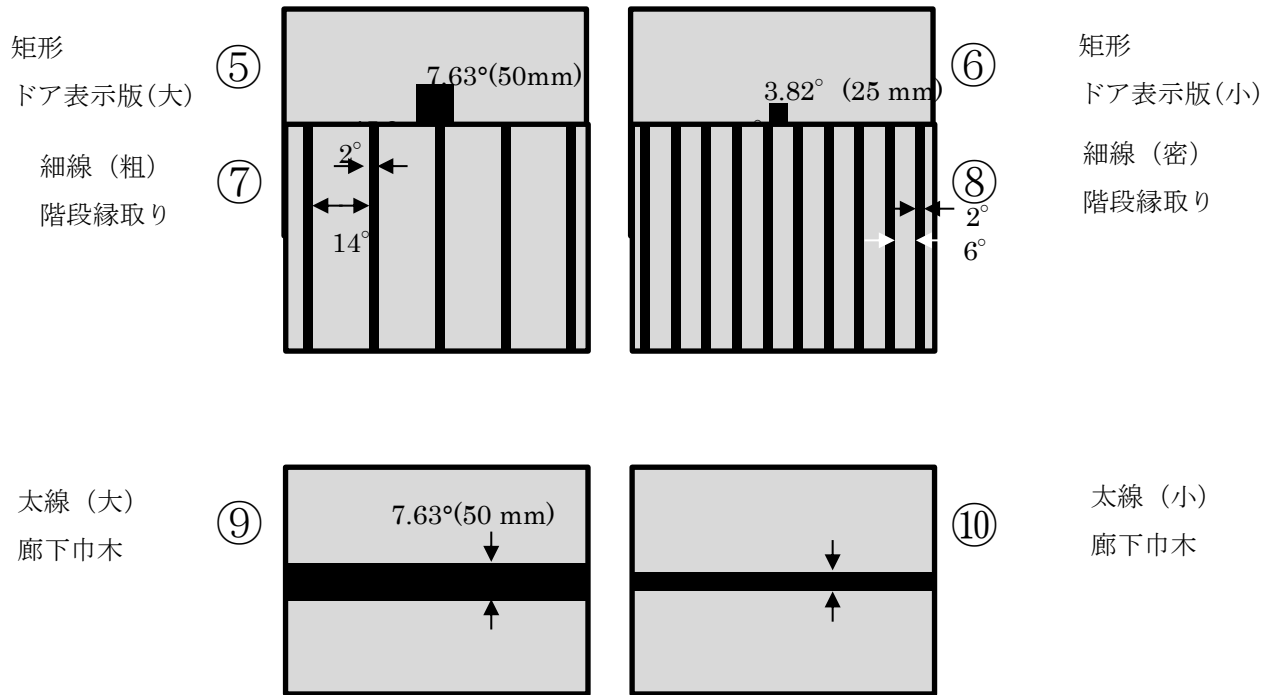 矩形
ドア表示版(大)
⑤
7.63°(50mm)
⑥
3.82° (25 mm)
矩形
ドア表示版(小)
細線(粗)
階段縁取り
⑦
2°
14°
⑧
2°
6°
細線(密)
階段縁取り
太線(大)
廊下巾木
⑨
7.63°(50 mm)
⑩
太線(小)
廊下巾木